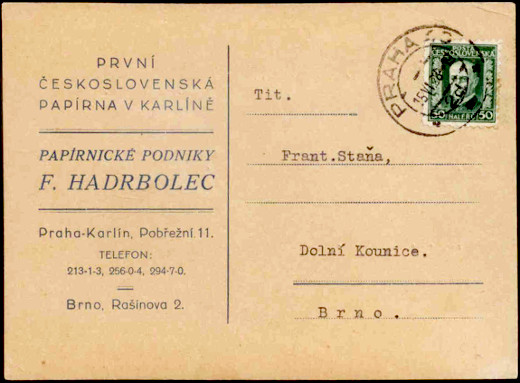 PRVNÍ
ČESKOSLOVENSKÁ
PAPÍRNA V KARLÍNĚ
PAPÍRNICKÉ PODNIKY
F. HADRBOLEC
Praha-Karlín, Pobřežní 11.
TELEFON:
213-1-3, 256-0-4, 294-7-0.
Brno, Rašínova 2.
PRAHA
POŠTA
ČESKOSLOVENSKÁ
50 HALÉŘŮ 50
Tit.
Frant. Staňa,
Dolní Kounice.
Brno.